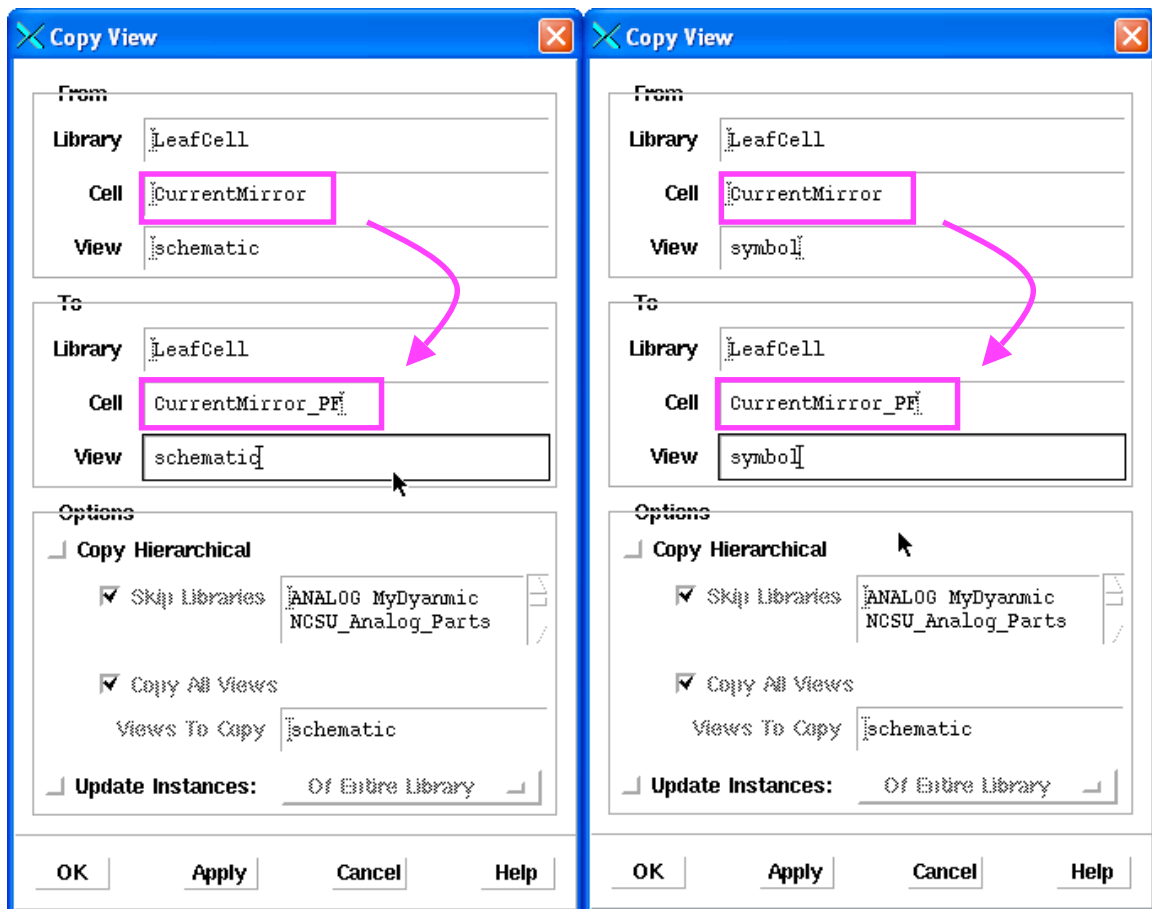 Copy View
From
Library LeafCell
Cell CurrentMirror
View schematic
To
Library LeafCell
Cell CurrentMirror_PF
View schematic
Options
Copy Hierarchical
Skip Libraries ANALOG MyDyanmic
NCSU_Analog_Parts
Copy All Views
Views To Copy schematic
Update Instances: Of Entire Library
OK Apply Cancel Help
Copy View
From
Library LeafCell
Cell CurrentMirror
View symbol
To
Library LeafCell
Cell CurrentMirror_PF
View symbol
Options
Copy Hierarchical
Skip Libraries ANALOG MyDyanmic
NCSU_Analog_Parts
Copy All Views
Views To Copy schematic
Update Instances: Of Entire Library
OK Apply Cancel Help